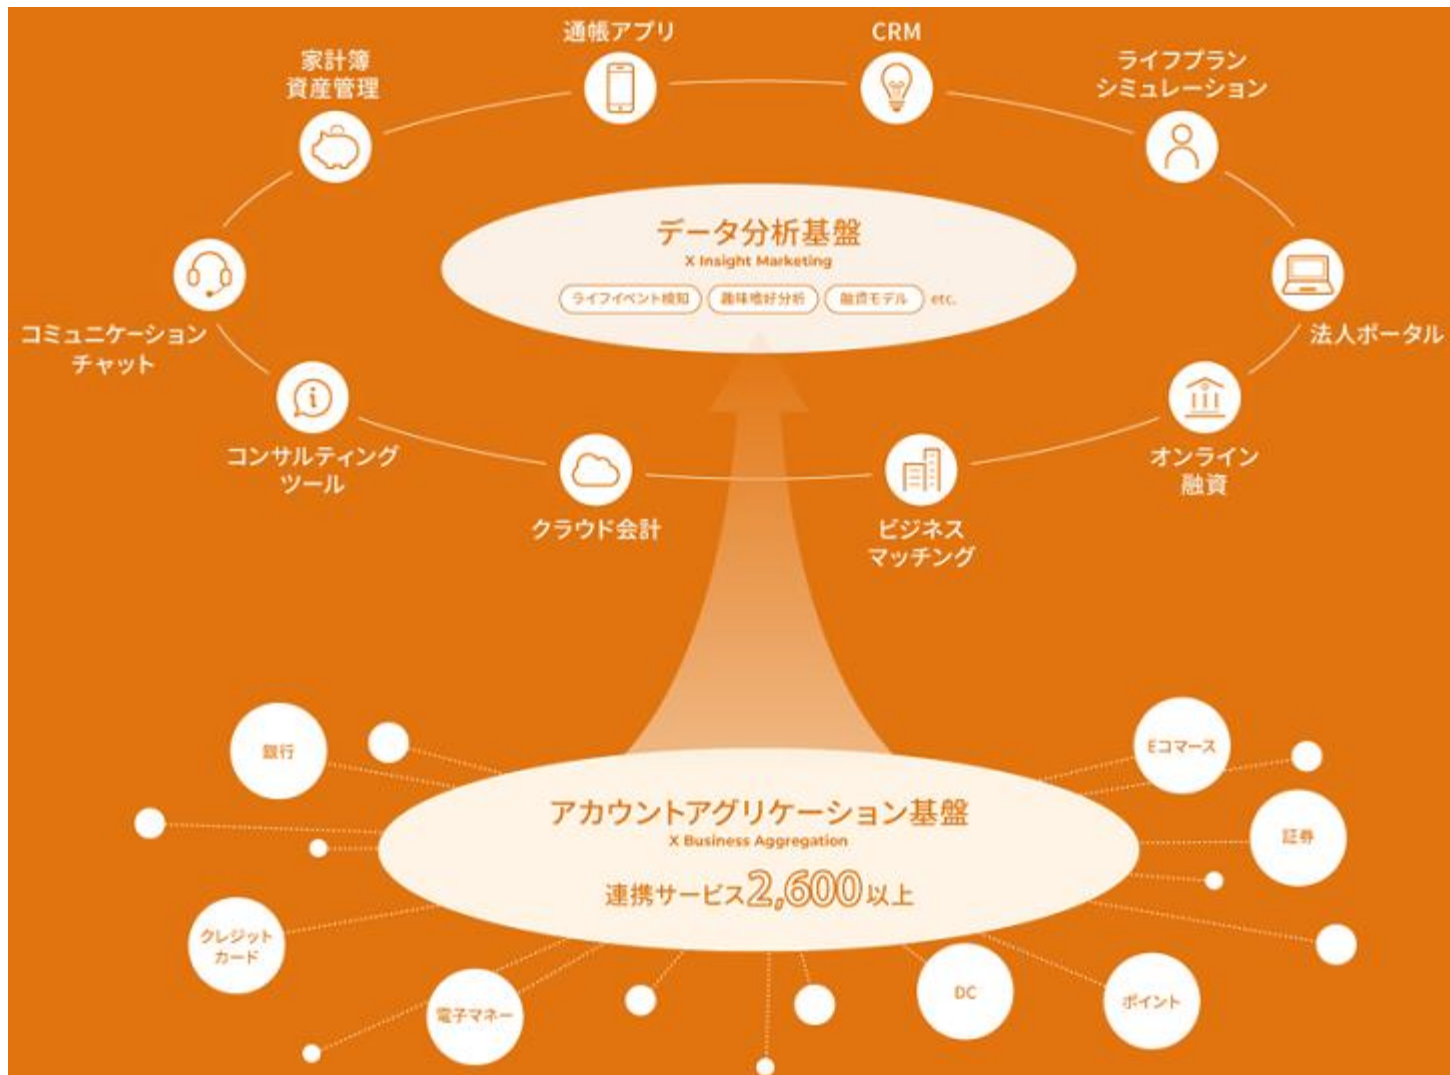 通帳アプリ
CRM
家計簿
資産管理
ライフプラン
シミュレーション
データ分析基盤
X Insight Marketing
ライフイベント検知
趣味嗜好分析
融資モデル
etc.
コミュニケーション
チャット
法人ポータル
コンサルティング
ツール
オンライン
融資
クラウド会計
ビジネス
マッチング
銀行
Eコマース
アカウントアグリケーション基盤
X Business Aggregation
連携サービス2,600以上
証券
クレジット
カード
電子マネー
DC
ポイント